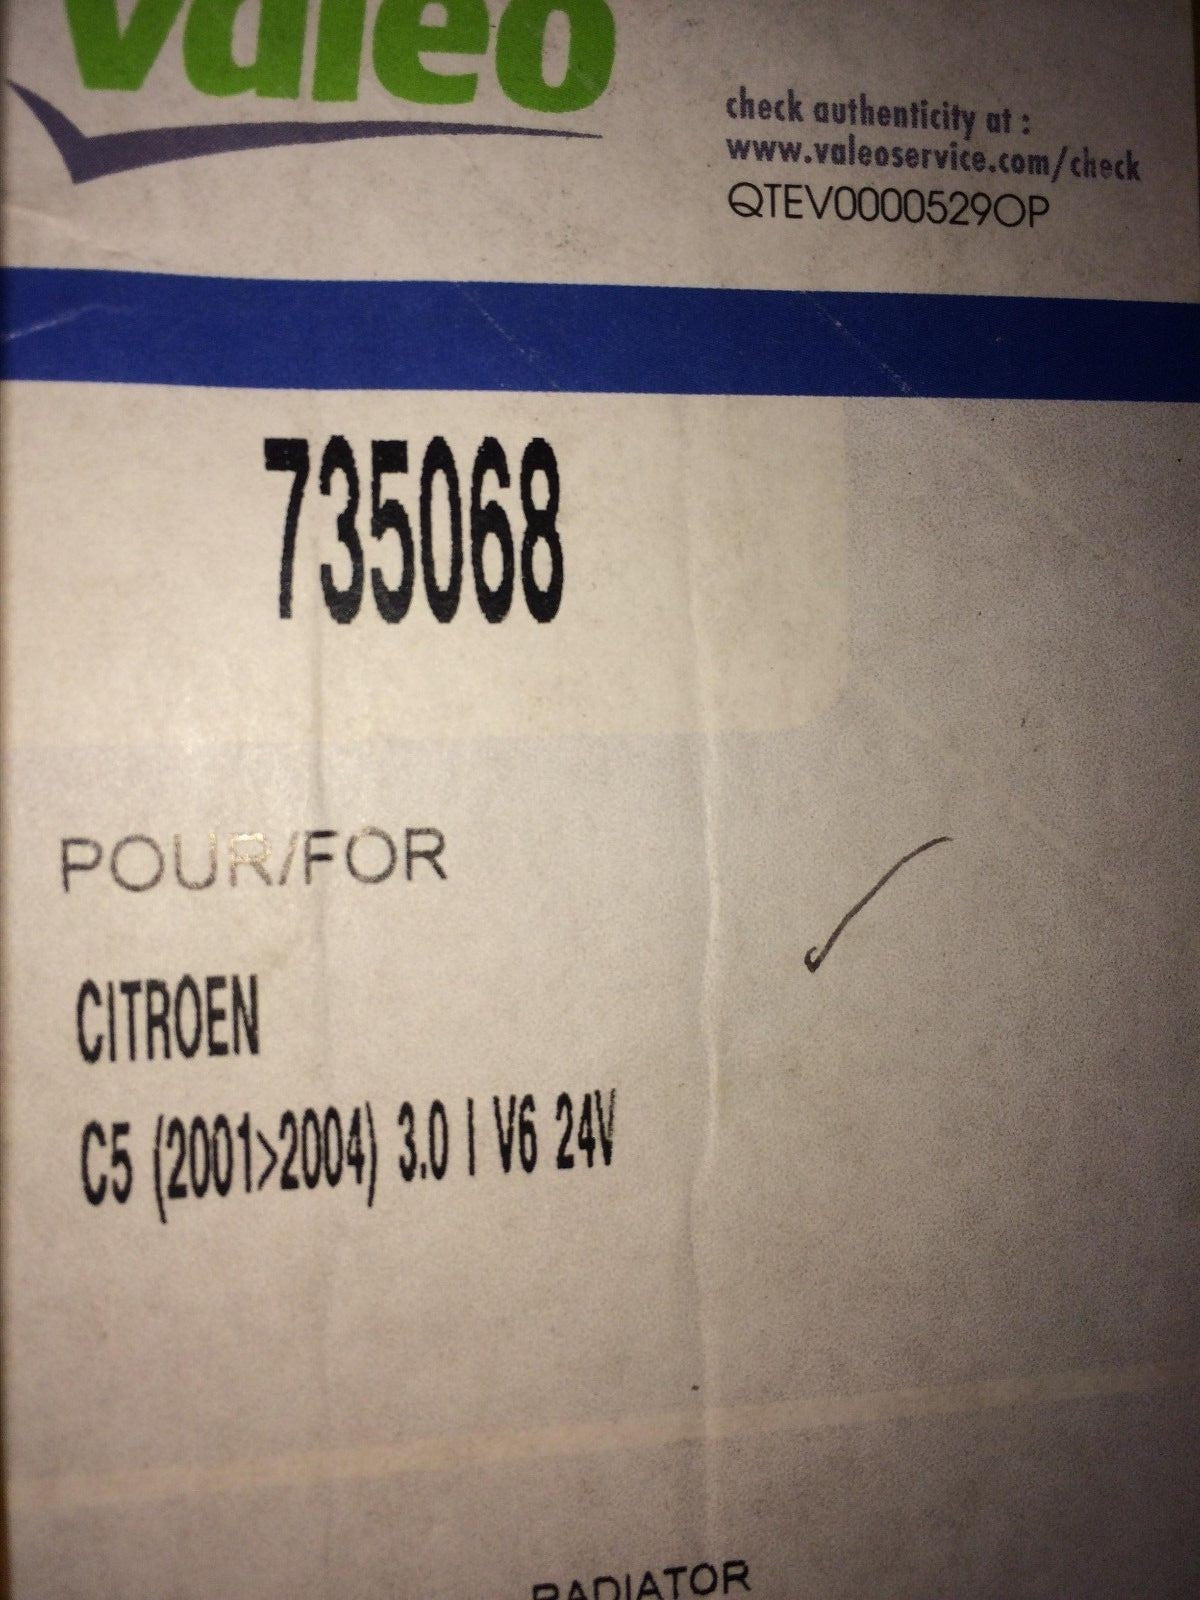 valeo
check authenticity at :
www.valeoservice.com/check
QTEV0000529OP
735068
POUR/FOR
CITROEN
C5 (2001>2004) 3.0 I V6 24V
RADIATOR